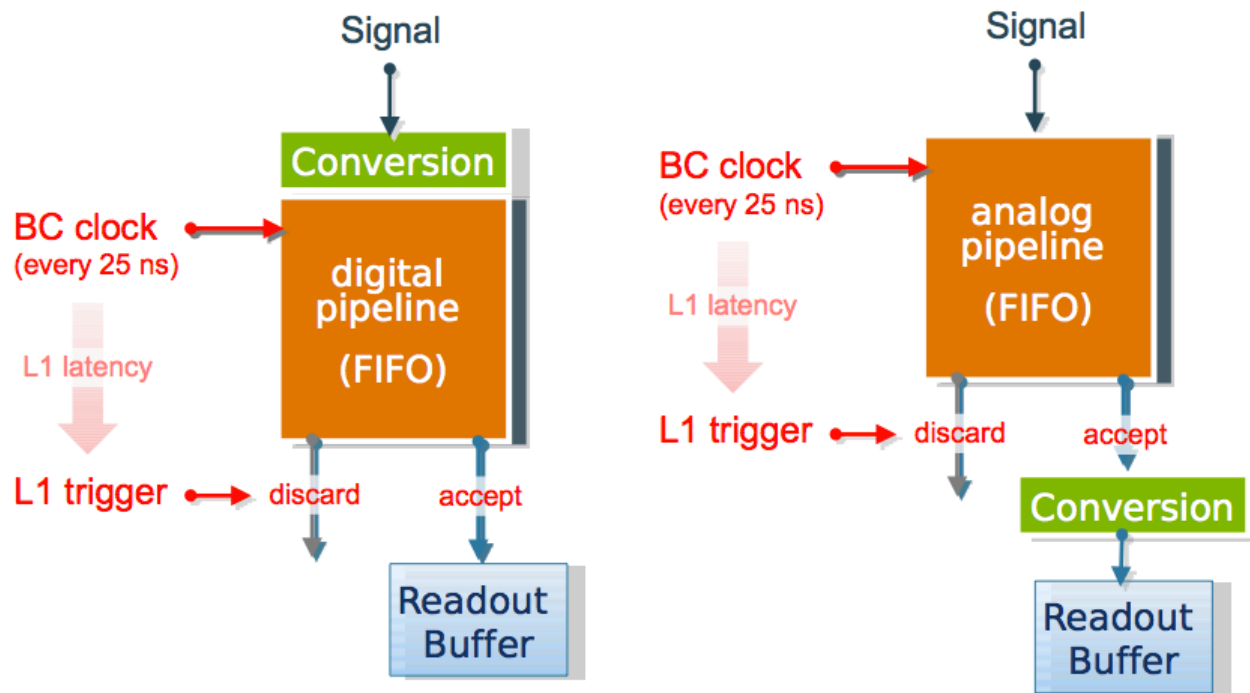 Signal
Conversion
BC clock
(every 25 ns)
digital
pipeline
(FIFO)
L1 latency
L1 trigger
discard
accept
Readout
Buffer
Signal
BC clock
(every 25 ns)
analog
pipeline
(FIFO)
L1 latency
L1 trigger
discard
accept
Conversion
Readout
Buffer